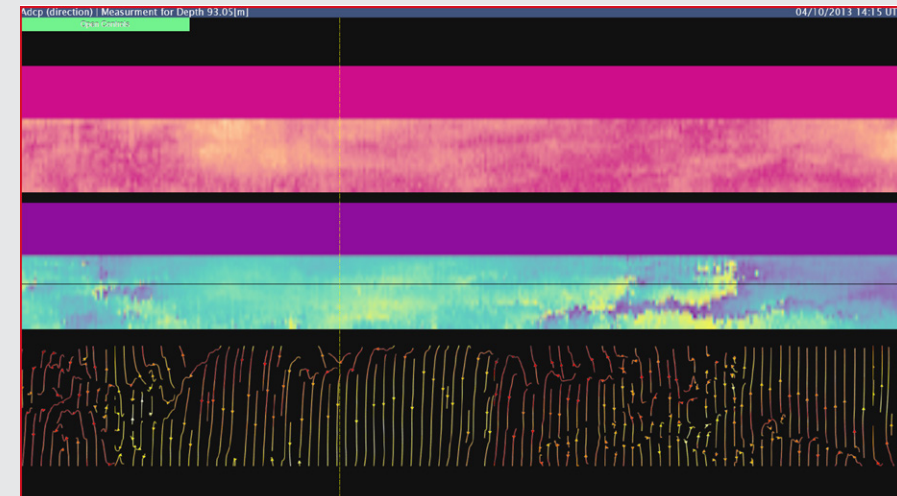 Adcp (direction) | Measurment for Depth 93.05[m]
04/10/2013 14:15 UT